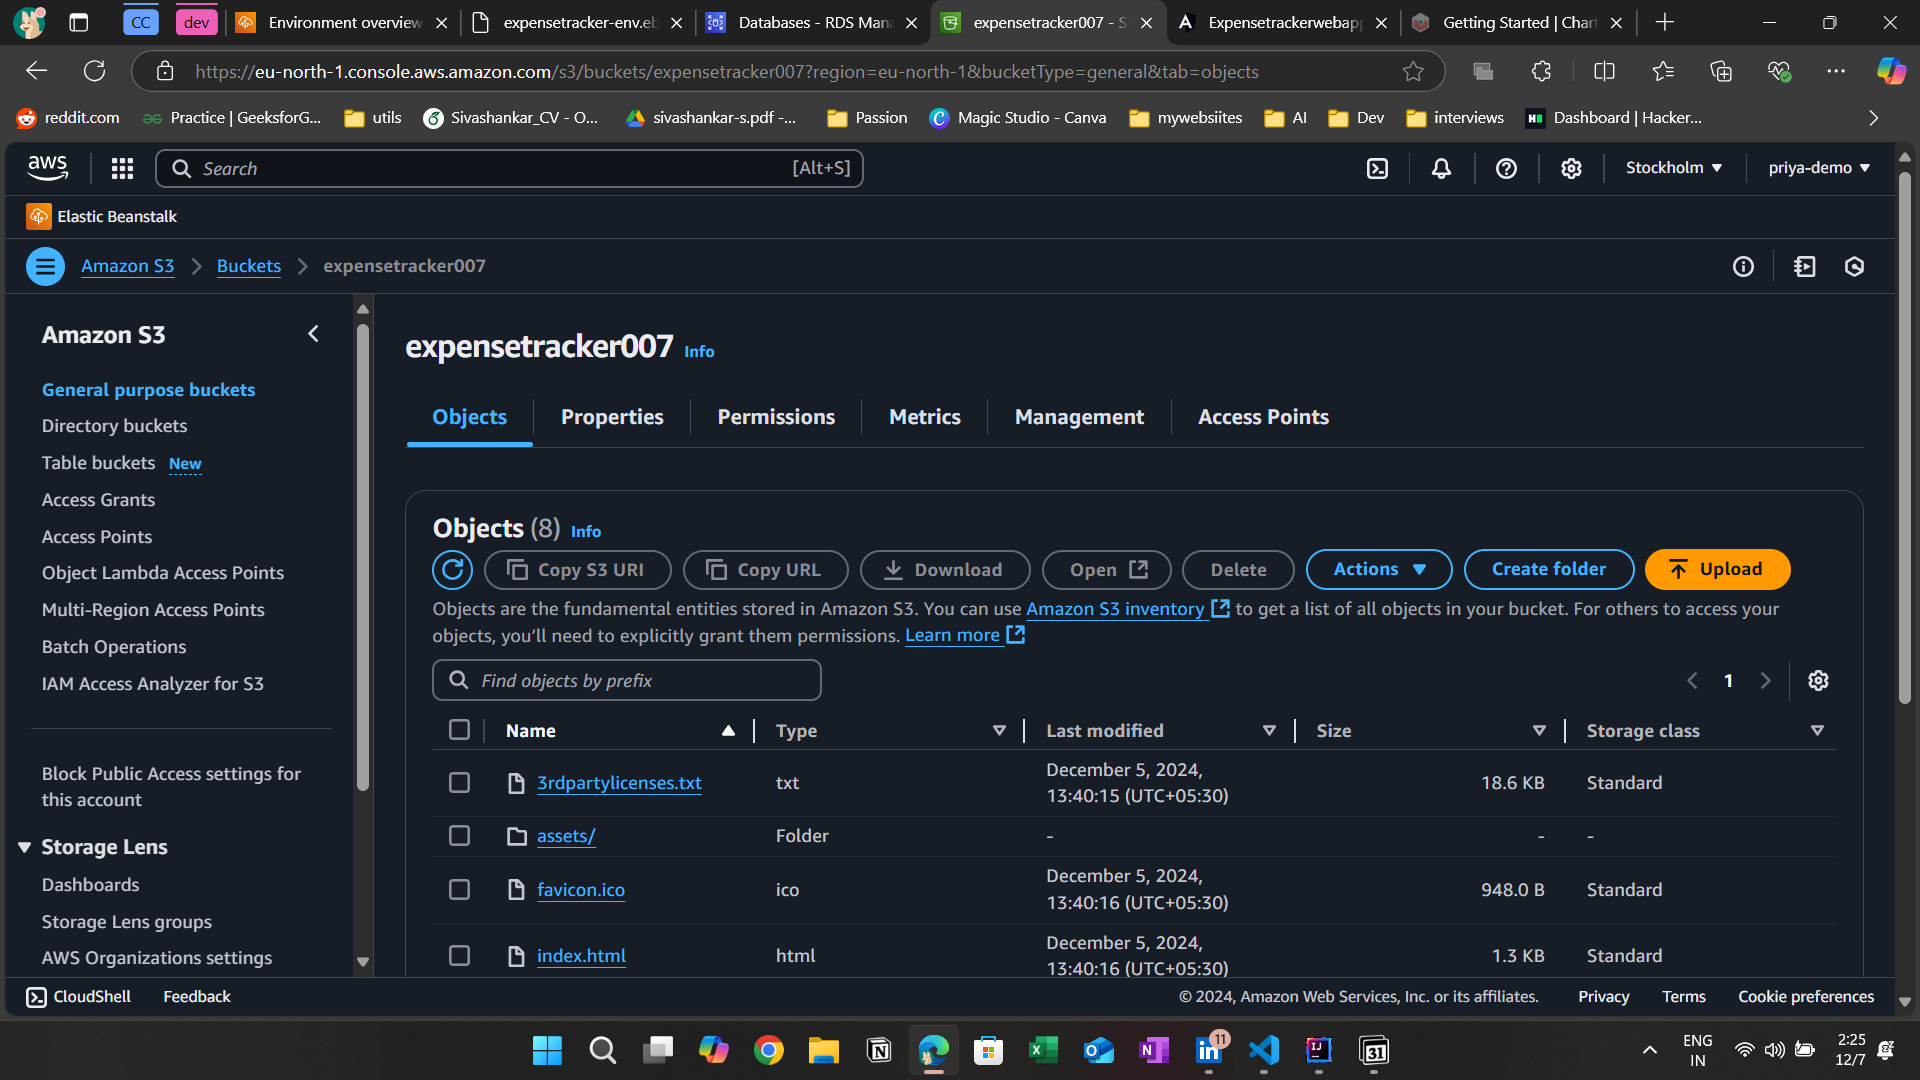 CC
dev
Environment overview
expensetracker-env.eb
Databases - RDS Mana
expensetracker007 - S
Expensetrackerwebapp
Getting Started | Chart
https://eu-north-1.console.aws.amazon.com/s3/buckets/expensetracker007?region=eu-north-1&bucketType=general&tab=objects
reddit.com
Practice | GeeksforG...
utils
Sivashankar_CV - O...
sivashankar-s.pdf -...
Passion
Magic Studio - Canva
mywebsiites
AI
Dev
interviews
Dashboard | Hacker...
aws
Search
[Alt+S]
Stockholm
priya-demo
Elastic Beanstalk
Amazon S3
Buckets
expensetracker007
Amazon S3
General purpose buckets
Directory buckets
Table buckets New
Access Grants
Access Points
Object Lambda Access Points
Multi-Region Access Points
Batch Operations
IAM Access Analyzer for S3
Block Public Access settings for
this account
Storage Lens
Dashboards
Storage Lens groups
AWS Organizations settings
expensetracker007 Info
Objects
Properties
Permissions
Metrics
Management
Access Points
Objects (8) Info
Copy S3 URI
Copy URL
Download
Open
Delete
Actions
Create folder
Upload
Objects are the fundamental entities stored in Amazon S3. You can use Amazon S3 inventory to get a list of all objects in your bucket. For others to access your
objects, you’ll need to explicitly grant them permissions. Learn more
Find objects by prefix
1
Name
Type
Last modified
Size
Storage class
3rdpartylicenses.txt
txt
December 5, 2024,
13:40:15 (UTC+05:30)
18.6 KB
Standard
assets/
Folder
-
-
-
favicon.ico
ico
December 5, 2024,
13:40:16 (UTC+05:30)
948.0 B
Standard
index.html
html
December 5, 2024,
13:40:16 (UTC+05:30)
1.3 KB
Standard
CloudShell
Feedback
© 2024, Amazon Web Services, Inc. or its affiliates.
Privacy
Terms
Cookie preferences
11
31
ENG
IN
2:25
12/7